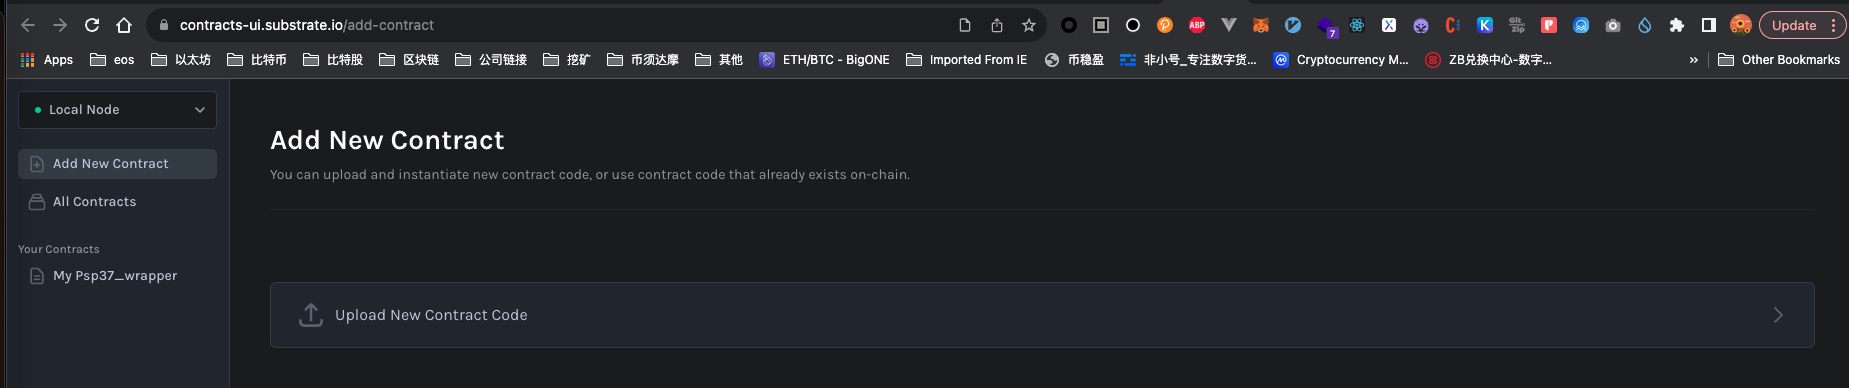 contracts-ui.substrate.io/add-contract
ABP
7
X
K
Git Zip
Update
Apps eos 以太坊 比特币 比特股 区块链 公司链接 挖矿 币须达摩 其他 ETH/BTC - BigONE Imported From IE 币稳盈 非小号_专注数字货... Cryptocurrency M... ZB兑换中心-数字... » Other Bookmarks
Local Node
Add New Contract
All Contracts
Your Contracts
My Psp37_wrapper
Add New Contract
You can upload and instantiate new contract code, or use contract code that already exists on-chain.
Upload New Contract Code